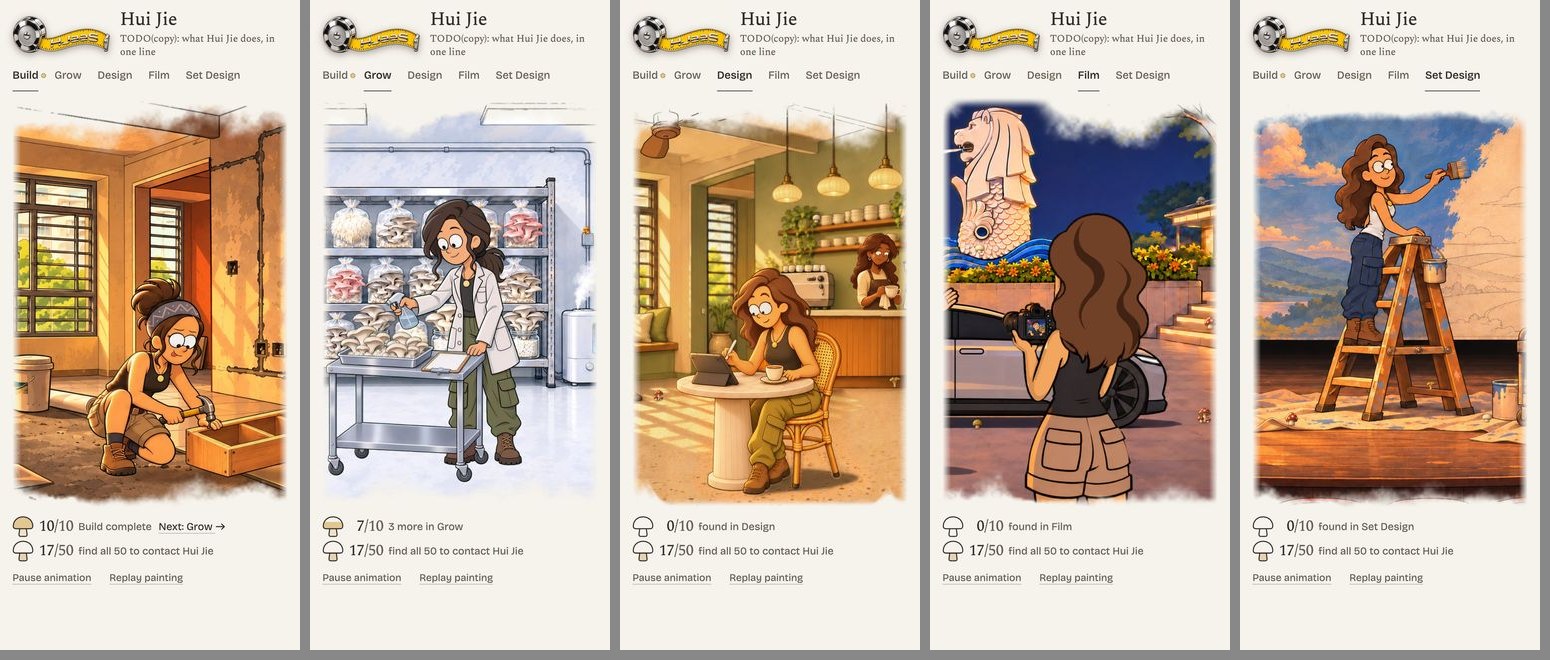 Hui Jie
TODO(copy): what Hui Jie does, in
one line
Build Grow Design Film Set Design
10/10 Build complete Next: Grow →
17/50 find all 50 to contact Hui Jie
Pause animation Replay painting
Hui Jie
TODO(copy): what Hui Jie does, in
one line
Build Grow Design Film Set Design
7/10 3 more in Grow
17/50 find all 50 to contact Hui Jie
Pause animation Replay painting
Hui Jie
TODO(copy): what Hui Jie does, in
one line
Build Grow Design Film Set Design
0/10 found in Design
17/50 find all 50 to contact Hui Jie
Pause animation Replay painting
Hui Jie
TODO(copy): what Hui Jie does, in
one line
Build Grow Design Film Set Design
0/10 found in Film
17/50 find all 50 to contact Hui Jie
Pause animation Replay painting
Hui Jie
TODO(copy): what Hui Jie does, in
one line
Build Grow Design Film Set Design
0/10 found in Set Design
17/50 find all 50 to contact Hui Jie
Pause animation Replay painting